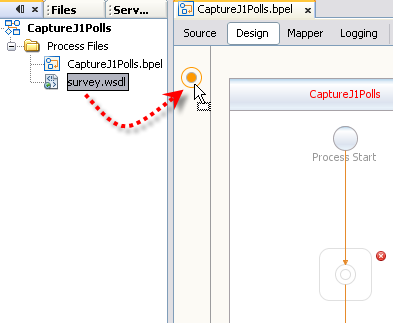 Files
Serv...
CaptureJ1Polls
Process Files
CaptureJ1Polls.bpel
survey.wsdl
CaptureJ1Polls.bpel x
Source Design Mapper Logging
CaptureJ1Polls
Process Start